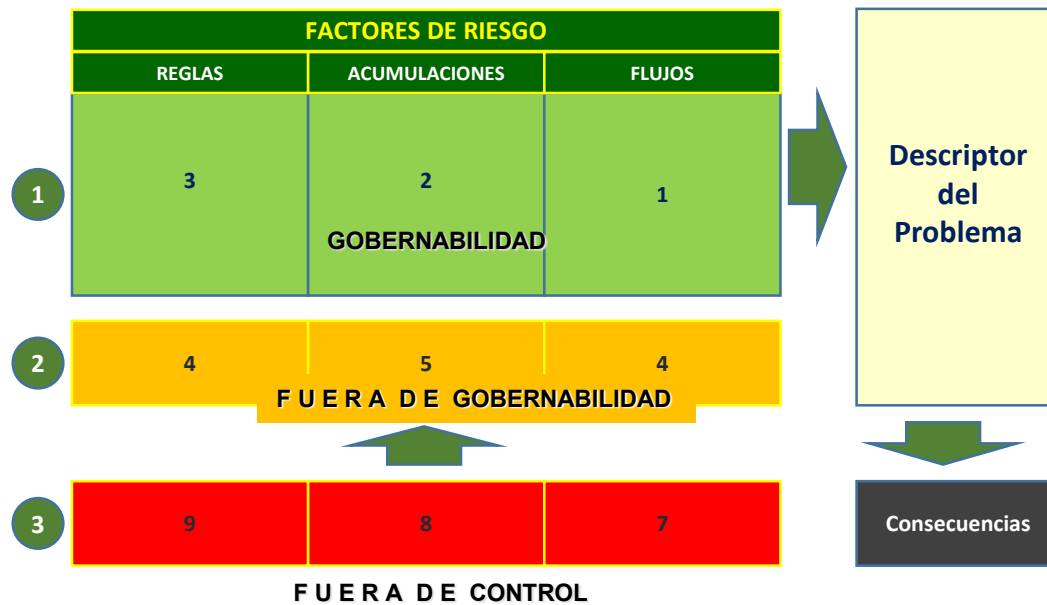 FACTORES DE RIESGO
REGLAS ACUMULACIONES FLUJOS
1
3 2 1
GOBERNABILIDAD
Descriptor
del
Problema
2
4 5 4
F U E R A D E GOBERNABILIDAD
3
9 8 7
Consecuencias
F U E R A D E CONTROL